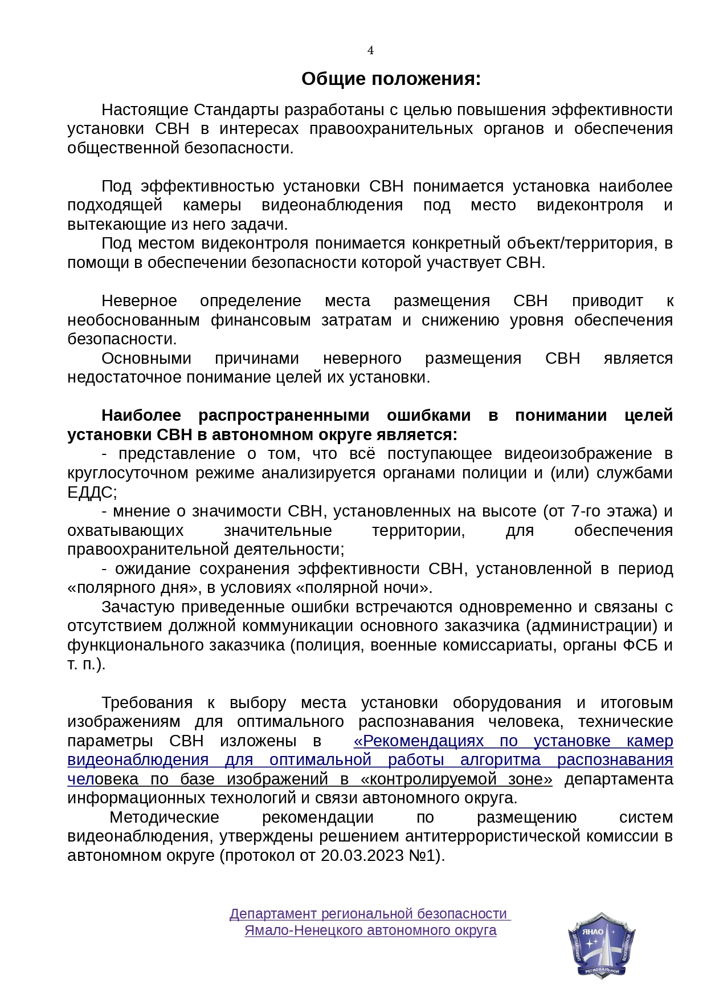 4
Общие положения:
Настоящие Стандарты разработаны с целью повышения эффективности
установки СВН в интересах правоохранительных органов и обеспечения
общественной безопасности.
Под эффективностью установки СВН понимается установка наиболее
подходящей камеры видеонаблюдения под место видеконтроля и
вытекающие из него задачи.
Под местом видеконтроля понимается конкретный объект/территория, в
помощи в обеспечении безопасности которой участвует СВН.
Неверное определение места размещения СВН приводит к
необоснованным финансовым затратам и снижению уровня обеспечения
безопасности.
Основными причинами неверного размещения СВН является
недостаточное понимание целей их установки.
Наиболее распространенными ошибками в понимании целей
установки СВН в автономном округе является:
- представление о том, что всё поступающее видеоизображение в
круглосуточном режиме анализируется органами полиции и (или) службами
ЕДДС;
- мнение о значимости СВН, установленных на высоте (от 7-го этажа) и
охватывающих значительные территории, для обеспечения
правоохранительной деятельности;
- ожидание сохранения эффективности СВН, установленной в период
«полярного дня», в условиях «полярной ночи».
Зачастую приведенные ошибки встречаются одновременно и связаны с
отсутствием должной коммуникации основного заказчика (администрации) и
функционального заказчика (полиция, военные комиссариаты, органы ФСБ и
т. п.).
Требования к выбору места установки оборудования и итоговым
изображениям для оптимального распознавания человека, технические
параметры СВН изложены в «Рекомендациях по установке камер
видеонаблюдения для оптимальной работы алгоритма распознавания
человека по базе изображений в «контролируемой зоне» департамента
информационных технологий и связи автономного округа.
Методические рекомендации по размещению систем
видеонаблюдения, утверждены решением антитеррористической комиссии в
автономном округе (протокол от 20.03.2023 №1).
Департамент региональной безопасности
Ямало-Ненецкого автономного округа
ЯНАО
ДЕПАРТАМЕНТ
РЕГИОНАЛЬНОЙ
БЕЗОПАСНОСТИ